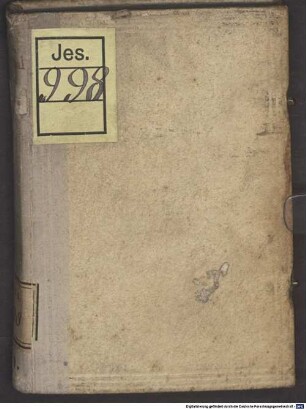 Jes.
998
Digitalisierung gefördert durch die Deutsche Forschungsgemeinschaft